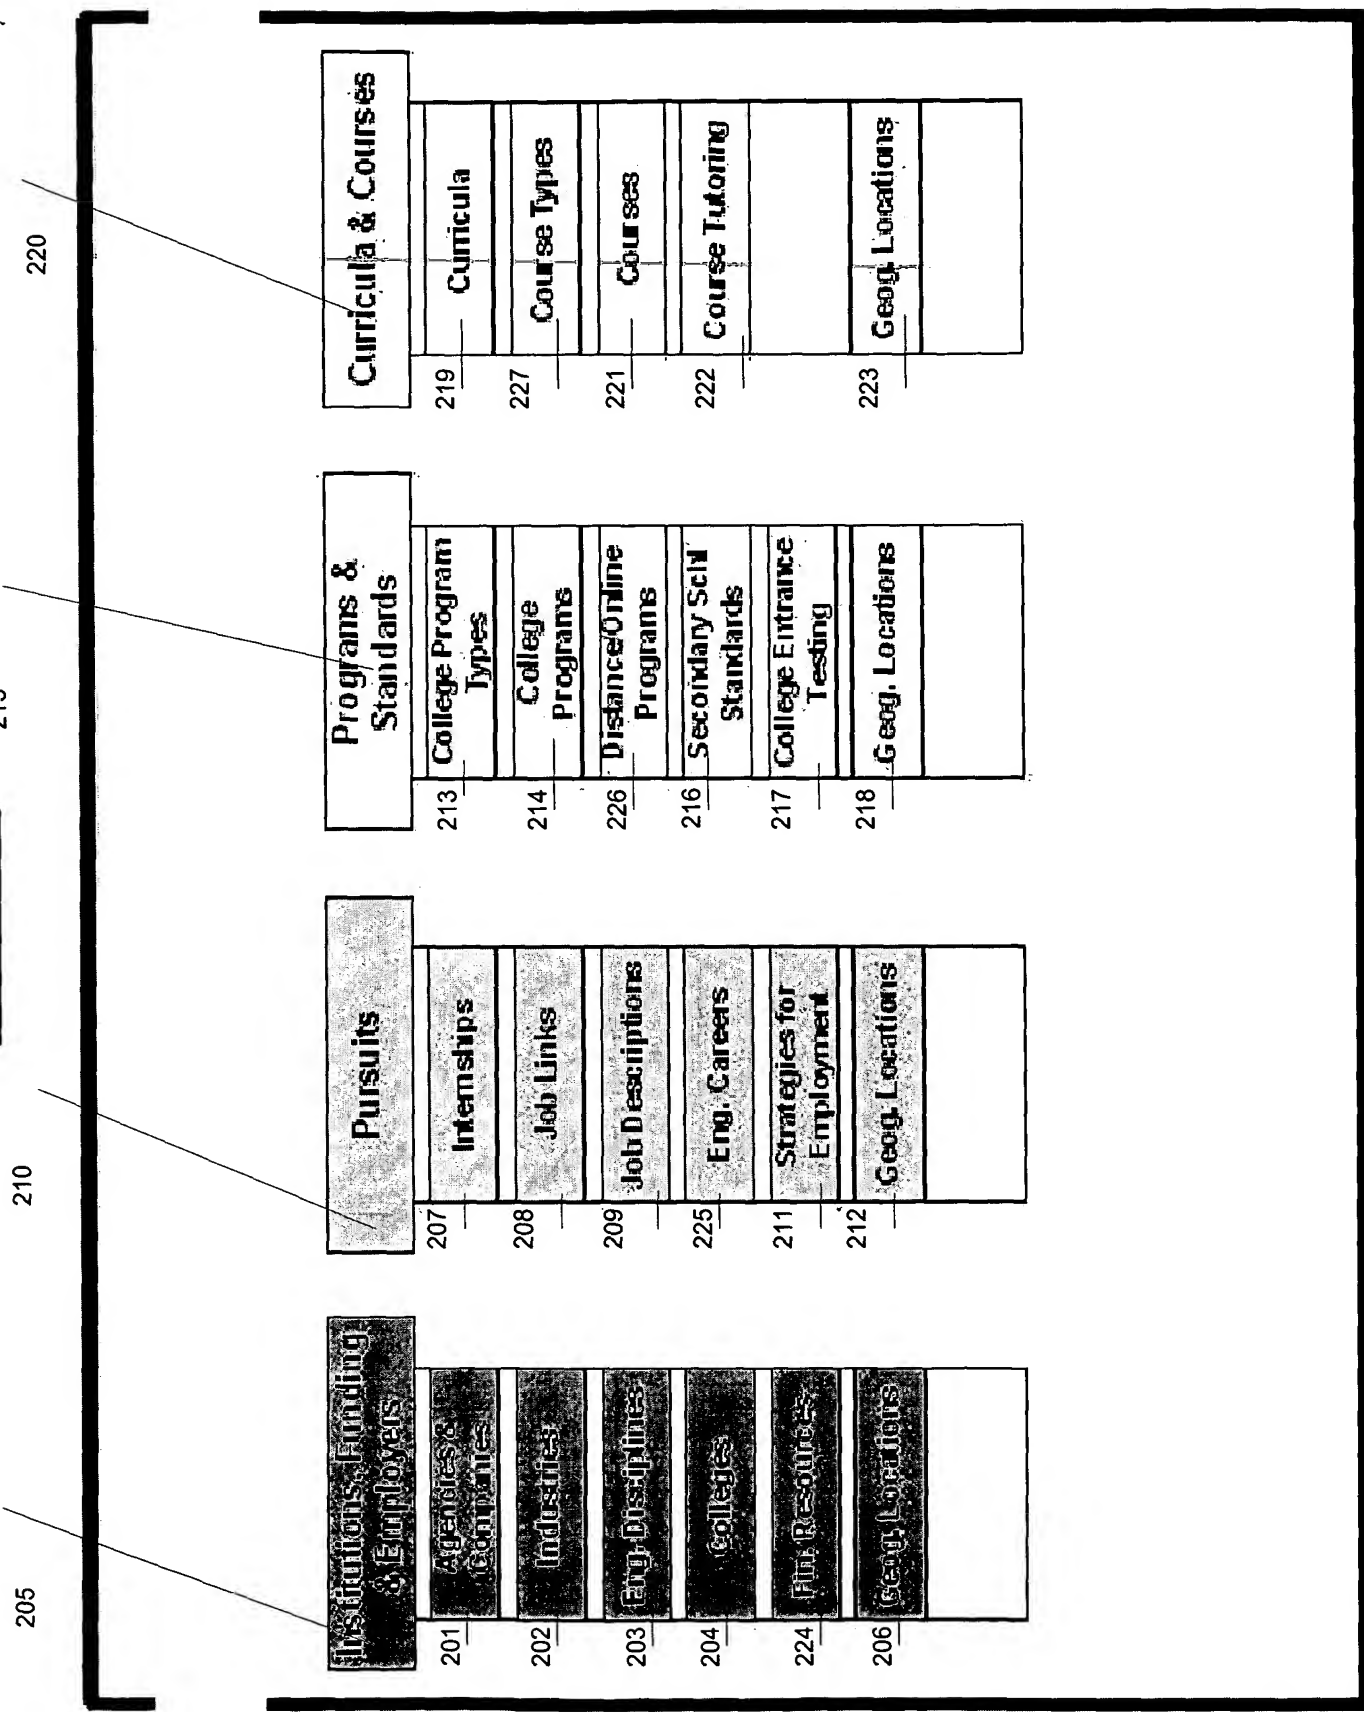 205
Institutions, Funding
& Employers
201
Agencies &
Companies
202
Industries
203
Eng. Disciplines
204
Colleges
224
Fin. Resources
206
Geog. Locations
210
Pursuits
207
Internships
208
Job Links
209
Job Descriptions
225
Eng. Careers
211
Strategies for
Employment
212
Geog. Locations
Programs &
Standards
213
College Program
Types
214
College
Programs
226
Distance/Online
Programs
216
Secondary Schl
Standards
217
College Entrance
Testing
218
Geog. Locations
220
Curricula & Courses
219
Curricula
227
Course Types
221
Courses
222
Course Tutoring
223
Geog. Locations